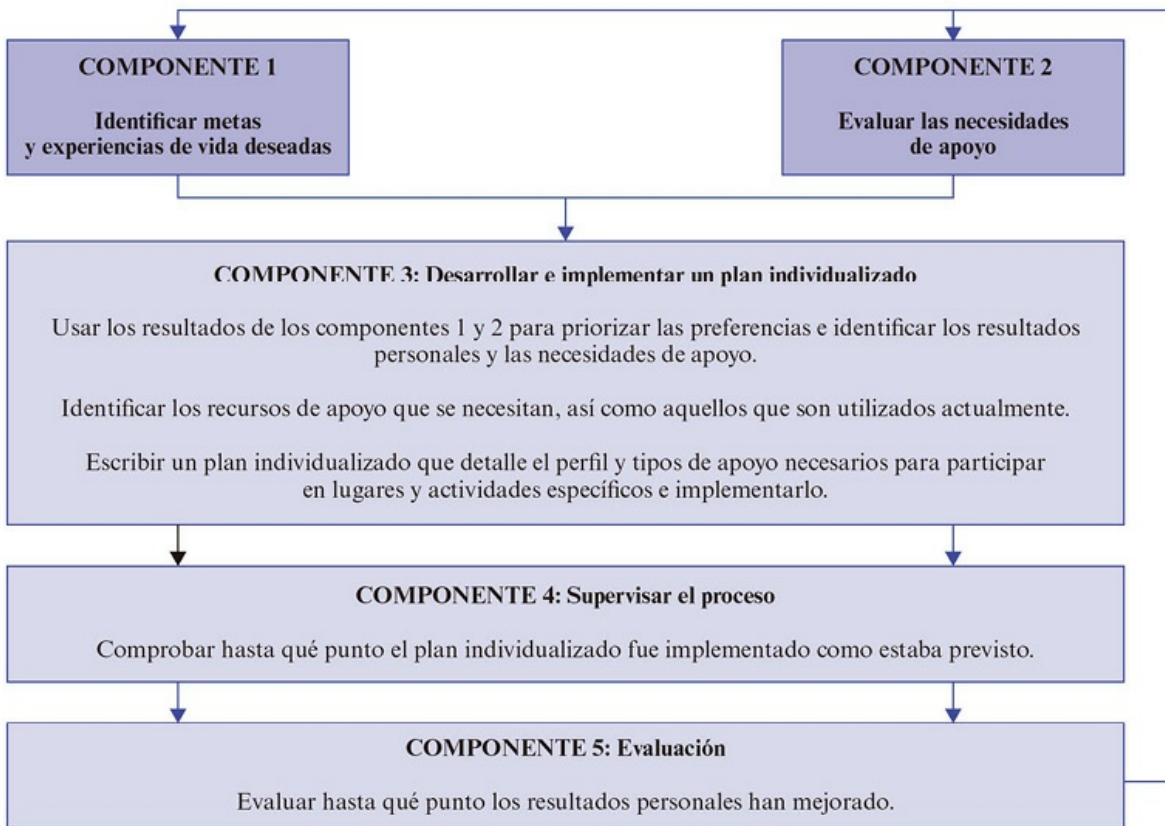 COMPONENTE 1
Identificar metas
y experiencias de vida deseadas
COMPONENTE 2
Evaluar las necesidades
de apoyo
COMPONENTE 3: Desarrollar e implementar un plan individualizado
Usar los resultados de los componentes 1 y 2 para priorizar las preferencias e identificar los resultados
personales y las necesidades de apoyo.
Identificar los recursos de apoyo que se necesitan, así como aquellos que son utilizados actualmente.
Escribir un plan individualizado que detalle el perfil y tipos de apoyo necesarios para participar
en lugares y actividades específicos e implementarlo.
COMPONENTE 4: Supervisar el proceso
Comprobar hasta qué punto el plan individualizado fue implementado como estaba previsto.
COMPONENTE 5: Evaluación
Evaluar hasta qué punto los resultados personales han mejorado.